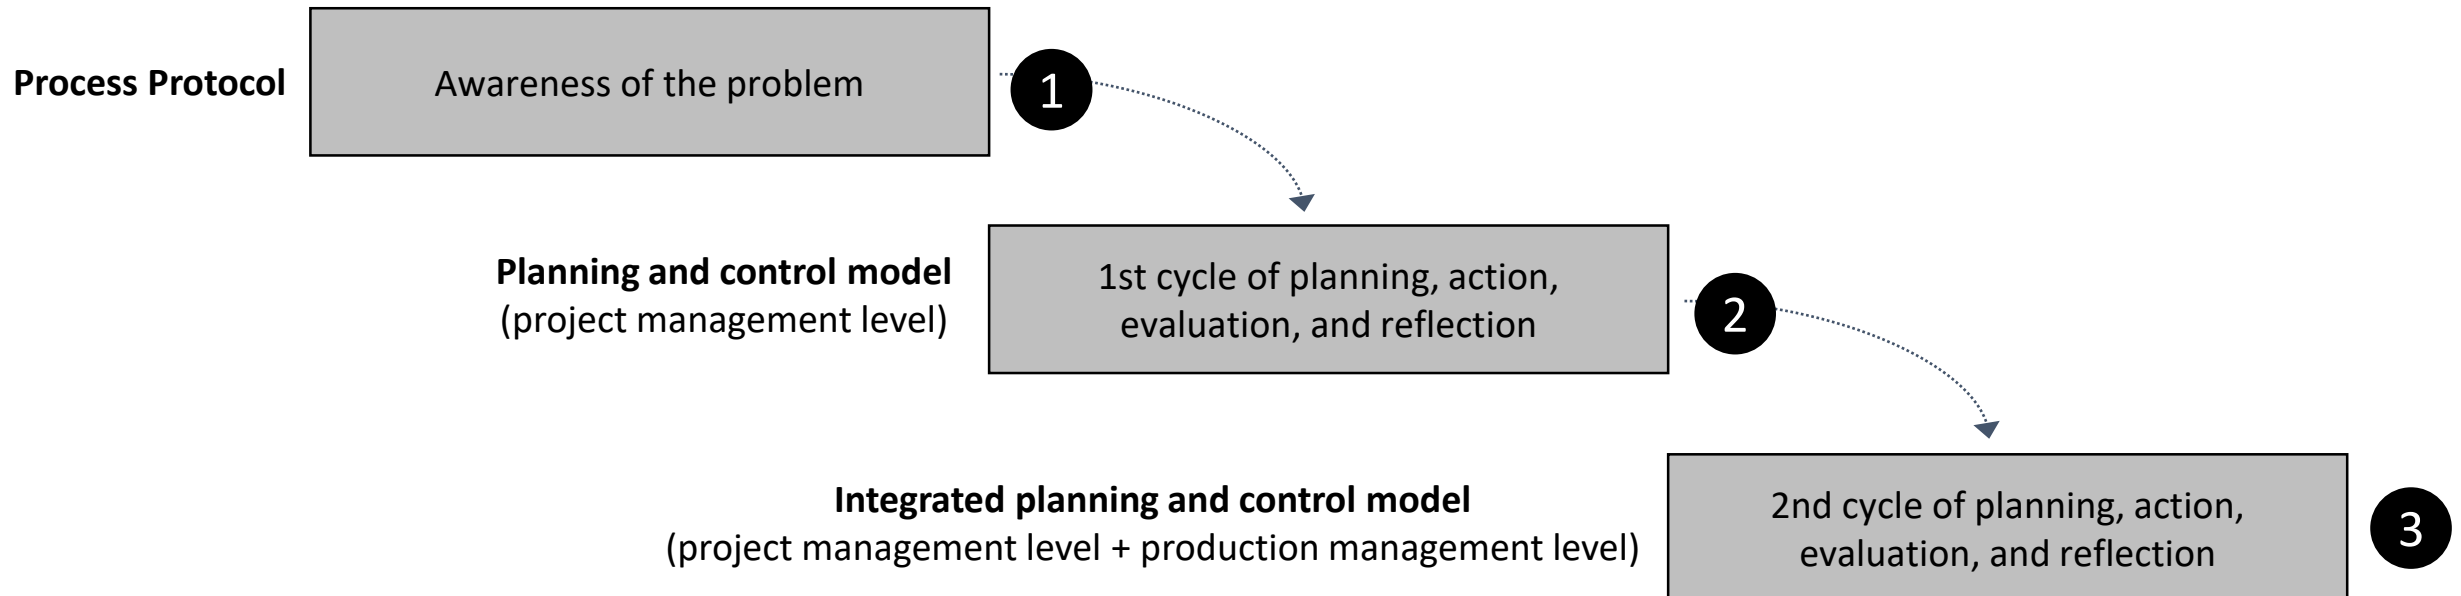 Process Protocol
Awareness of the problem
1
Planning and control model
(project management level)
1st cycle of planning, action,
evaluation, and reflection
2
Integrated planning and control model
(project management level + production management level)
2nd cycle of planning, action,
evaluation, and reflection
3